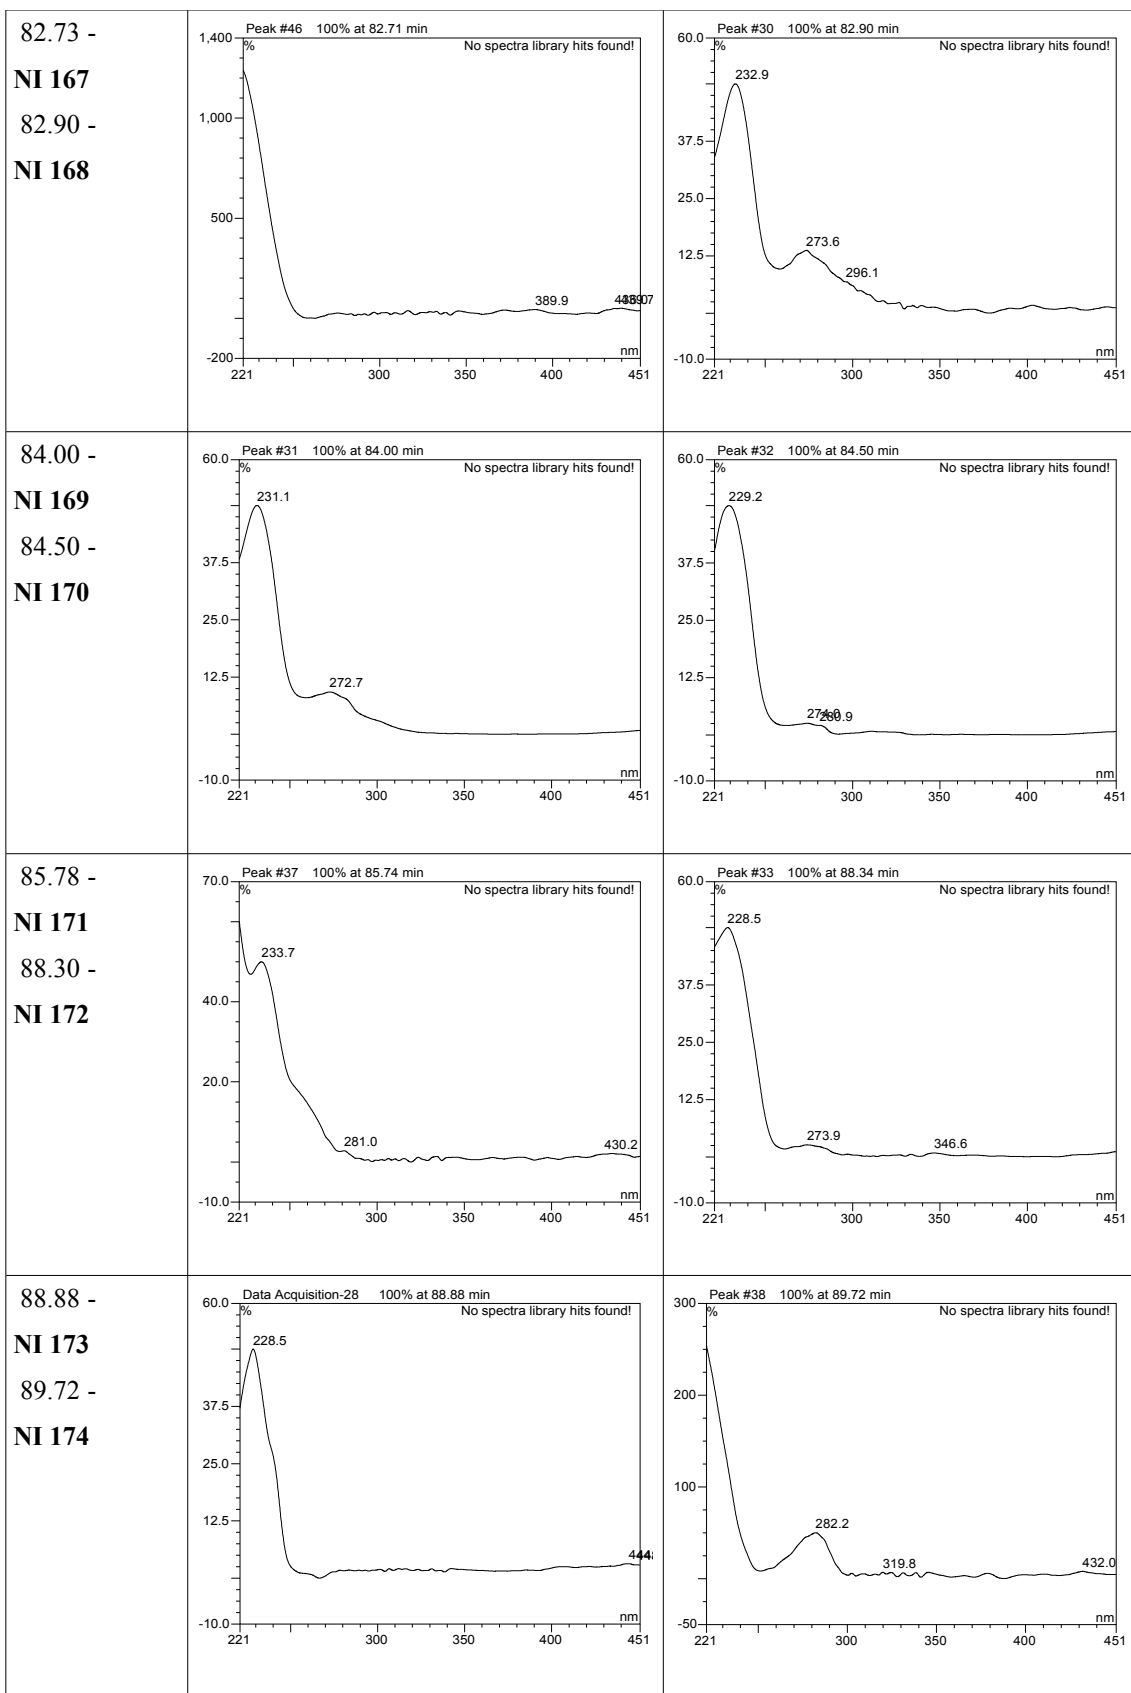 82.73 -
NI 167
82.90 -
NI 168
Peak #46 100% at 82.71 min
1,400
%
No spectra library hits found!
1,000
500
389.9
-200
nm
221 300 350 400 451
Peak #30 100% at 82.90 min
60.0
%
No spectra library hits found!
232.9
37.5
25.0
273.6
12.5
296.1
-10.0
nm
221 300 350 400 451
84.00 -
NI 169
84.50 -
NI 170
Peak #31 100% at 84.00 min
60.0
%
No spectra library hits found!
231.1
37.5
25.0
12.5
272.7
-10.0
nm
221 300 350 400 451
Peak #32 100% at 84.50 min
60.0
%
No spectra library hits found!
229.2
37.5
25.0
12.5
274.0 280.9
-10.0
nm
221 300 350 400 451
85.78 -
NI 171
88.30 -
NI 172
Peak #37 100% at 85.74 min
70.0
%
No spectra library hits found!
233.7
40.0
20.0
281.0 430.2
-10.0
nm
221 300 350 400 451
Peak #33 100% at 88.34 min
60.0
%
No spectra library hits found!
228.5
37.5
25.0
12.5
273.9 346.6
-10.0
nm
221 300 350 400 451
88.88 -
NI 173
89.72 -
NI 174
Data Acquisition-28 100% at 88.88 min
60.0
%
No spectra library hits found!
228.5
37.5
25.0
12.5
-10.0
nm
221 300 350 400 451
Peak #38 100% at 89.72 min
300
%
No spectra library hits found!
200
100
282.2
319.8 432.0
-50
nm
221 300 350 400 451